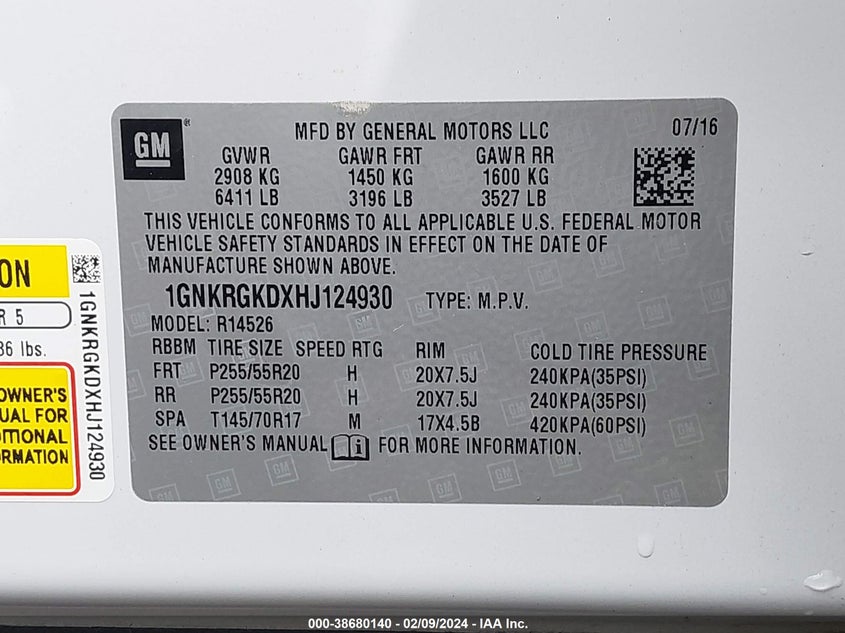 GM
MFD BY GENERAL MOTORS LLC 07/16
GVWR GAWR FRT GAWR RR
2908 KG 1450 KG 1600 KG
6411 LB 3196 LB 3527 LB
THIS VEHICLE CONFORMS TO ALL APPLICABLE U.S. FEDERAL MOTOR
VEHICLE SAFETY STANDARDS IN EFFECT ON THE DATE OF
MANUFACTURE SHOWN ABOVE.
1GNKRGKDXHJ124930 TYPE: M.P.V.
MODEL: R14526
RBBM TIRE SIZE SPEED RTG RIM COLD TIRE PRESSURE
FRT P255/55R20 H 20X7.5J 240KPA(35PSI)
RR P255/55R20 H 20X7.5J 240KPA(35PSI)
SPA T145/70R17 M 17X4.5B 420KPA(60PSI)
SEE OWNER'S MANUAL i FOR MORE INFORMATION.
ON
R 5
36 lbs.
OWNER'S
UAL FOR
DITIONAL
RMATION
1GNKRGKDXHJ124930
000-38680140 - 02/09/2024 - IAA Inc.